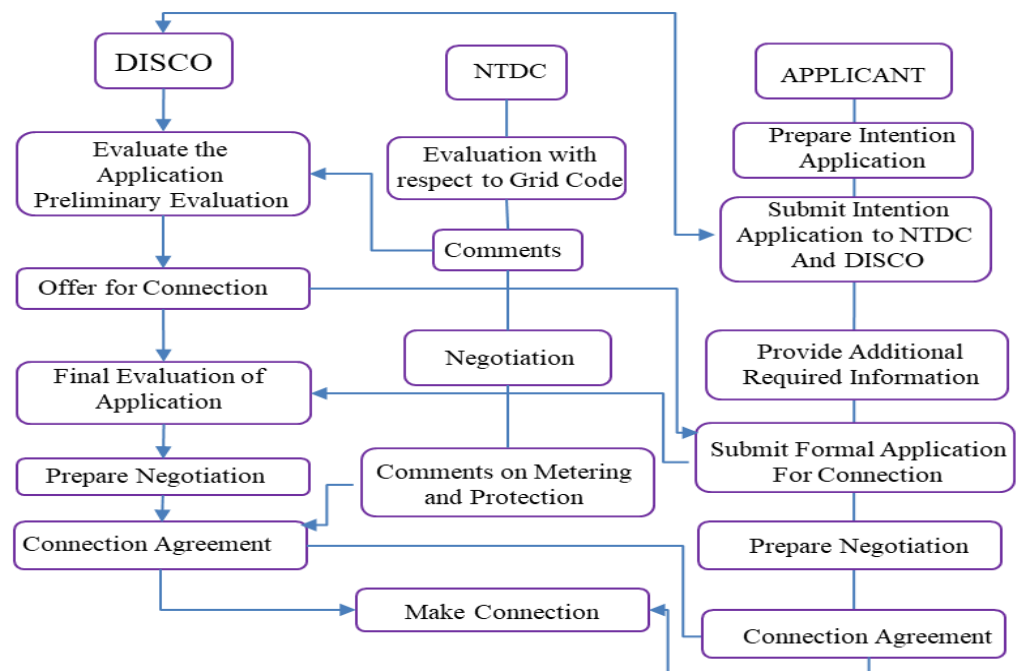 DISCO
NTDC
APPLICANT
Evaluate the
Application
Preliminary Evaluation
Evaluation with
respect to Grid Code
Prepare Intention
Application
Comments
Submit Intention
Application to NTDC
And DISCO
Offer for Connection
Negotiation
Provide Additional
Required Information
Final Evaluation of
Application
Submit Formal Application
For Connection
Prepare Negotiation
Comments on Metering
and Protection
Connection Agreement
Prepare Negotiation
Make Connection
Connection Agreement